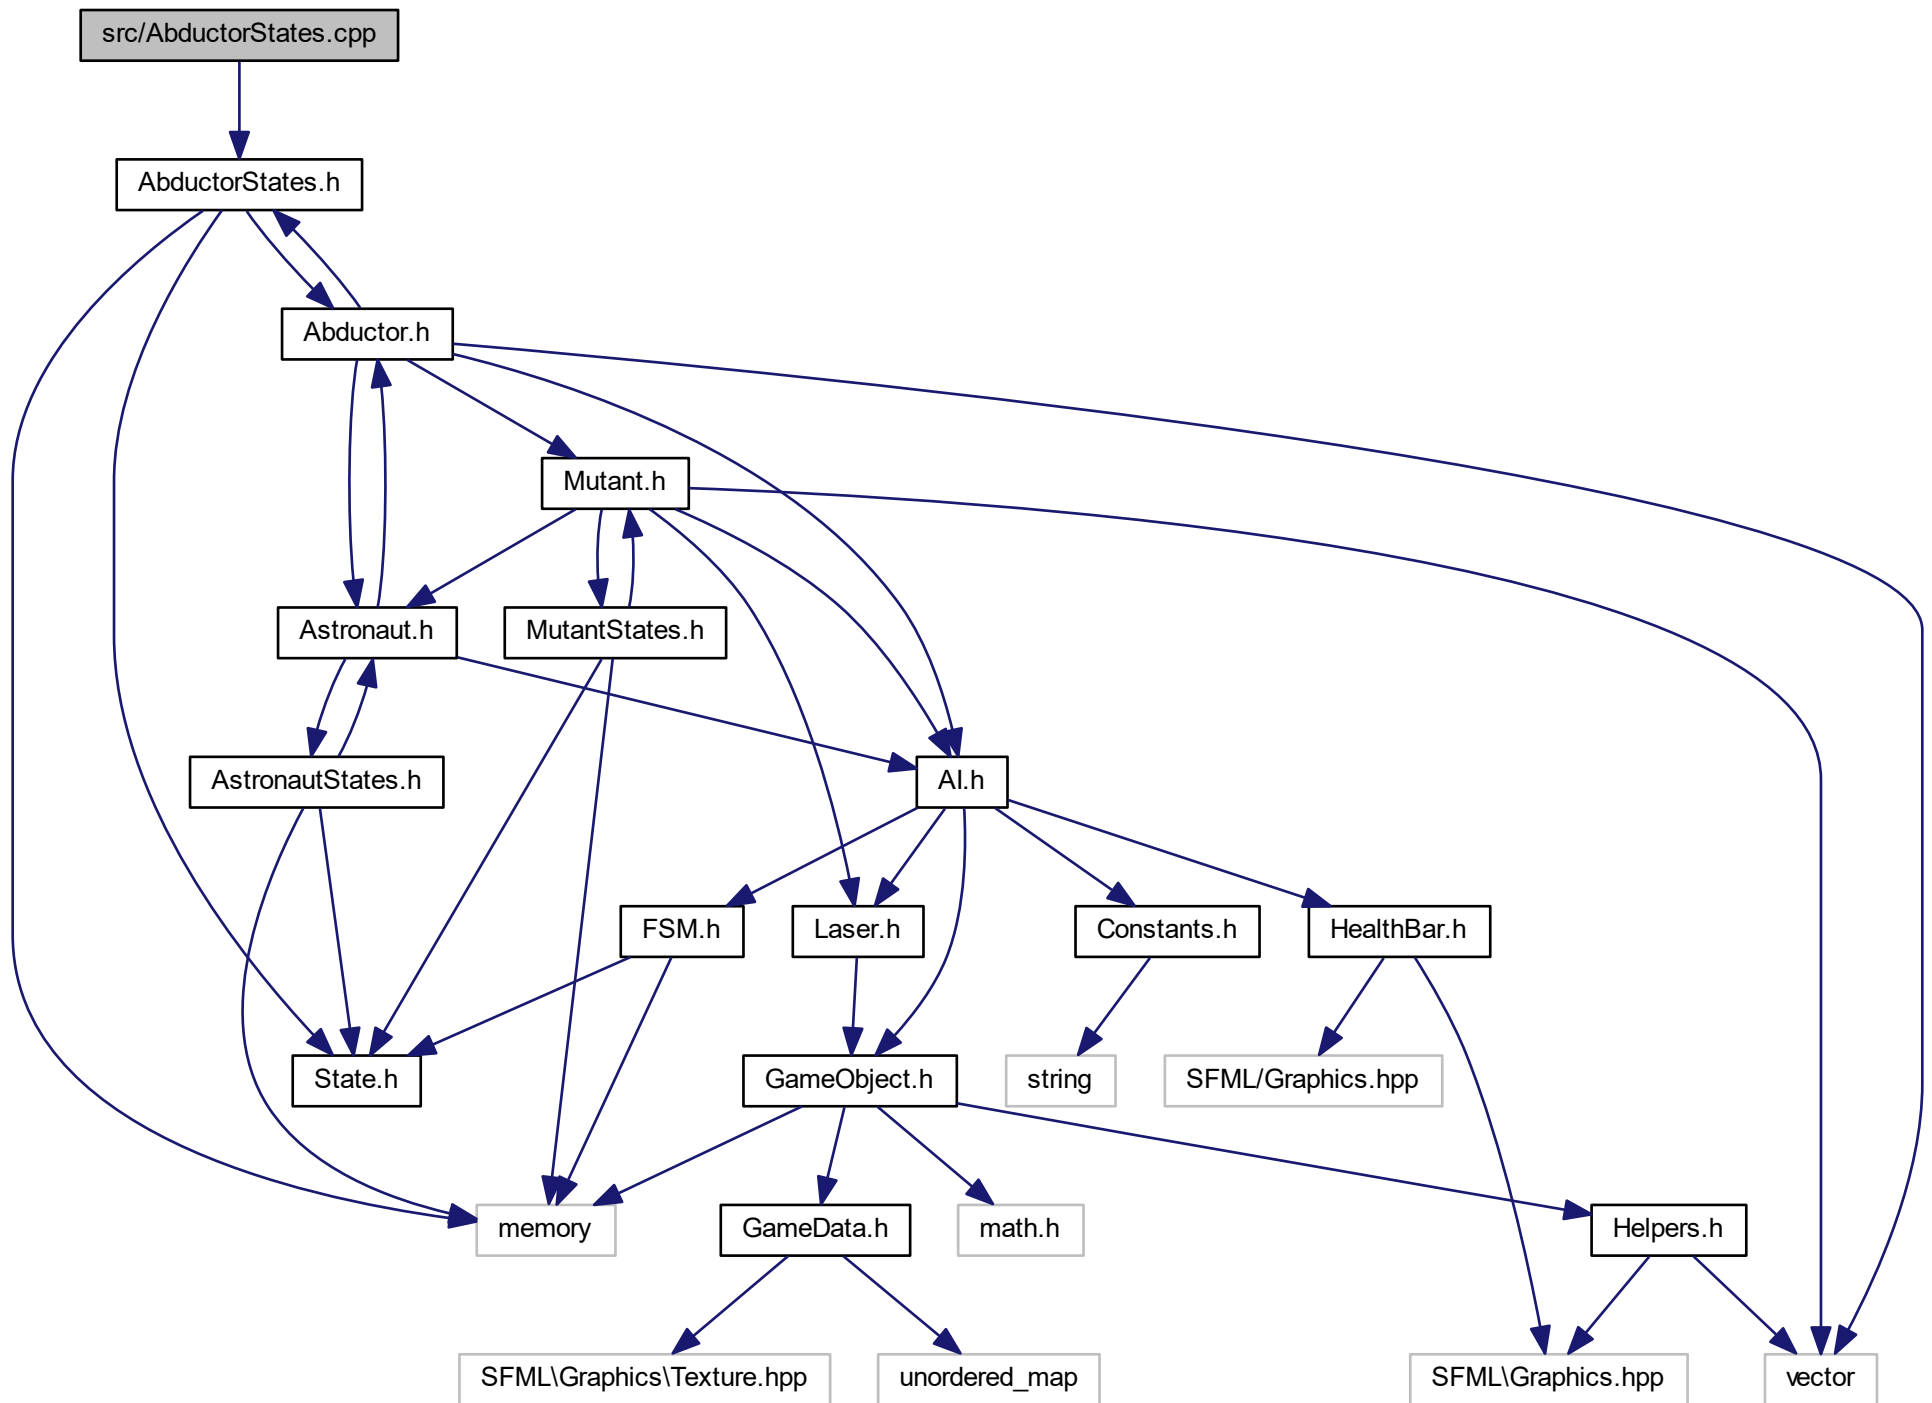 src/AbductorStates.cpp
AbductorStates.h
Abductor.h
Mutant.h
Astronaut.h
MutantStates.h
AstronautStates.h
AI.h
FSM.h
Laser.h
Constants.h
HealthBar.h
State.h
GameObject.h
string
SFML/Graphics.hpp
memory
GameData.h
math.h
Helpers.h
SFML\Graphics\Texture.hpp
unordered_map
SFML\Graphics.hpp
vector